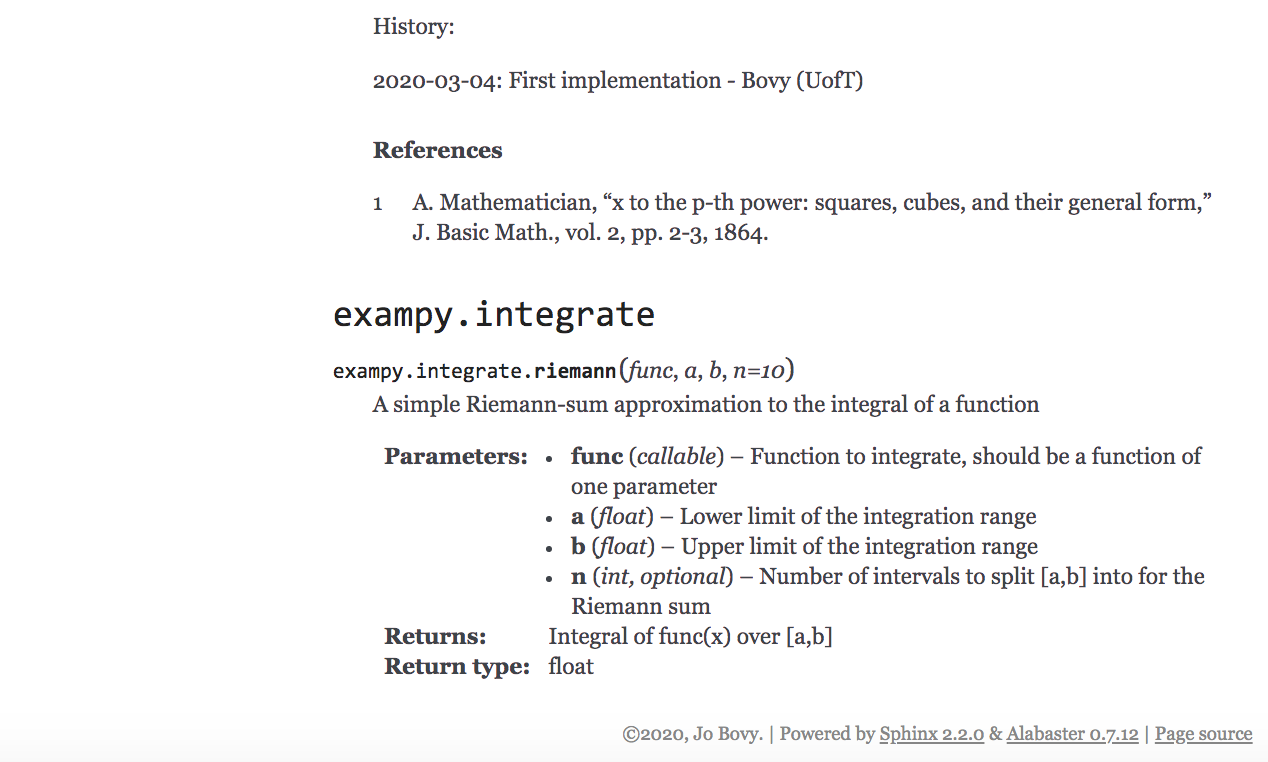 History:
2020-03-04: First implementation - Bovy (UofT)
References
1 A. Mathematician, “x to the p-th power: squares, cubes, and their general form,”
J. Basic Math., vol. 2, pp. 2-3, 1864.
exampy.integrate
exampy.integrate.riemann(func, a, b, n=10)
A simple Riemann-sum approximation to the integral of a function
Parameters: • func (callable) – Function to integrate, should be a function of
one parameter
• a (float) – Lower limit of the integration range
• b (float) – Upper limit of the integration range
• n (int, optional) – Number of intervals to split [a,b] into for the
Riemann sum
Returns: Integral of func(x) over [a,b]
Return type: float
©2020, Jo Bovy. | Powered by Sphinx 2.2.0 & Alabaster 0.7.12 | Page source